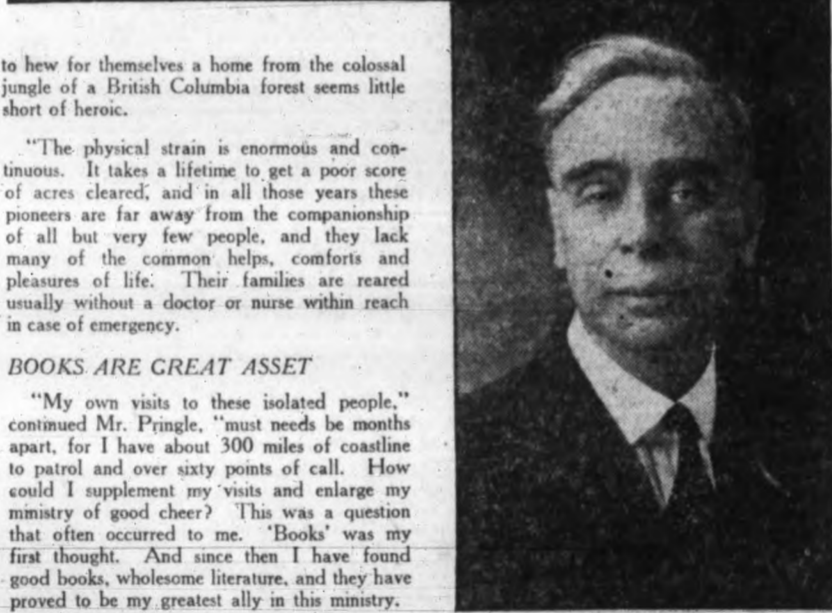 to hew for themselves a home from the colossal
jungle of a British Columbia forest seems little
short of heroic.
"The physical strain is enormous and con-
tinuous. It takes a lifetime to get a poor score
of acres cleared, and in all those years these
pioneers are far away from the companionship
of all but very few people, and they lack
many of the common helps, comforts and
pleasures of life. Their families are reared
usually without a doctor or nurse within reach
in case of emergency.
BOOKS ARE GREAT ASSET
"My own visits to these isolated people,"
continued Mr. Pringle, "must needs be months
apart, for I have about 300 miles of coastline
to patrol and over sixty points of call. How
could I supplement my visits and enlarge my
ministry of good cheer? This was a question
that often occurred to me. 'Books' was my
first thought. And since then I have found
good books, wholesome literature, and they have
proved to be my greatest ally in this ministry.